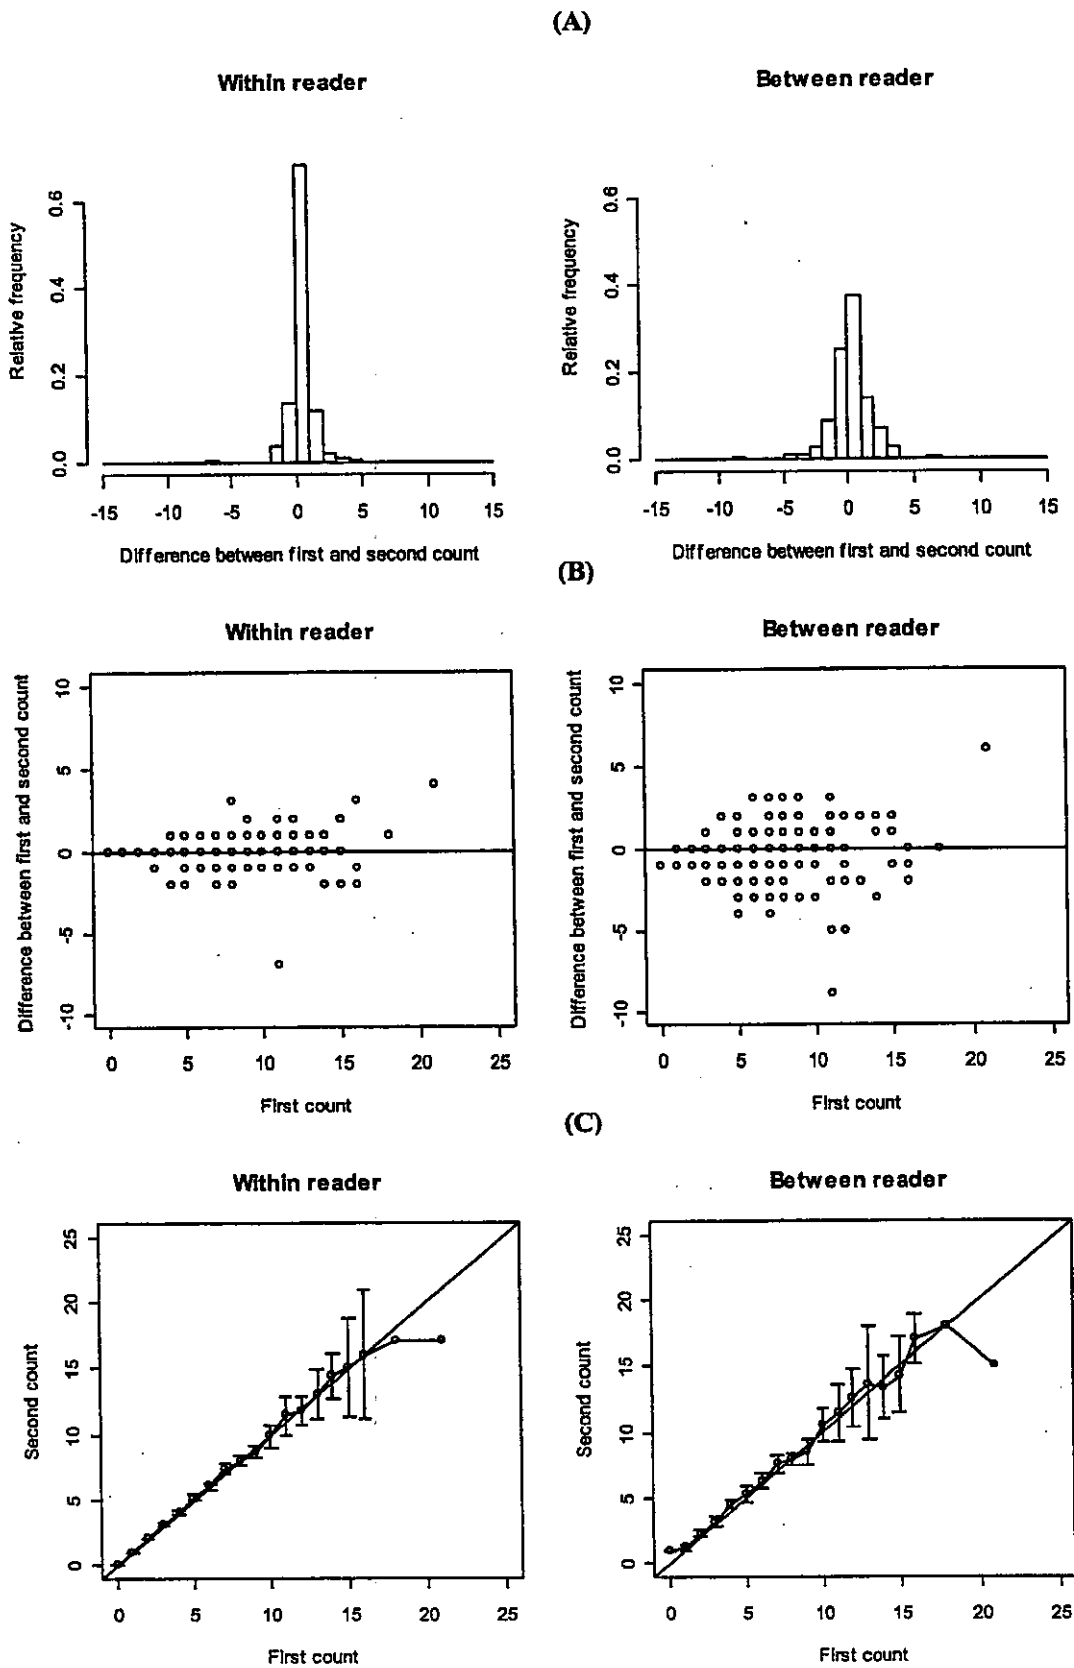 (A)
Within reader
Between reader
Relative frequency
0.0 0.2 0.4 0.6
-15 -10 -5 0 5 10 15
Difference between first and second count
Relative frequency
0.0 0.2 0.4 0.6
-15 -10 -5 0 5 10 15
Difference between first and second count
(B)
Within reader
Between reader
Difference between first and second count
-10 -5 0 5 10
0 5 10 15 20 25
First count
Difference between first and second count
-10 -5 0 5 10
0 5 10 15 20 25
First count
(C)
Within reader
Between reader
Second count
0 5 10 15 20 25
0 5 10 15 20 25
First count
Second count
0 5 10 15 20 25
0 5 10 15 20 25
First count